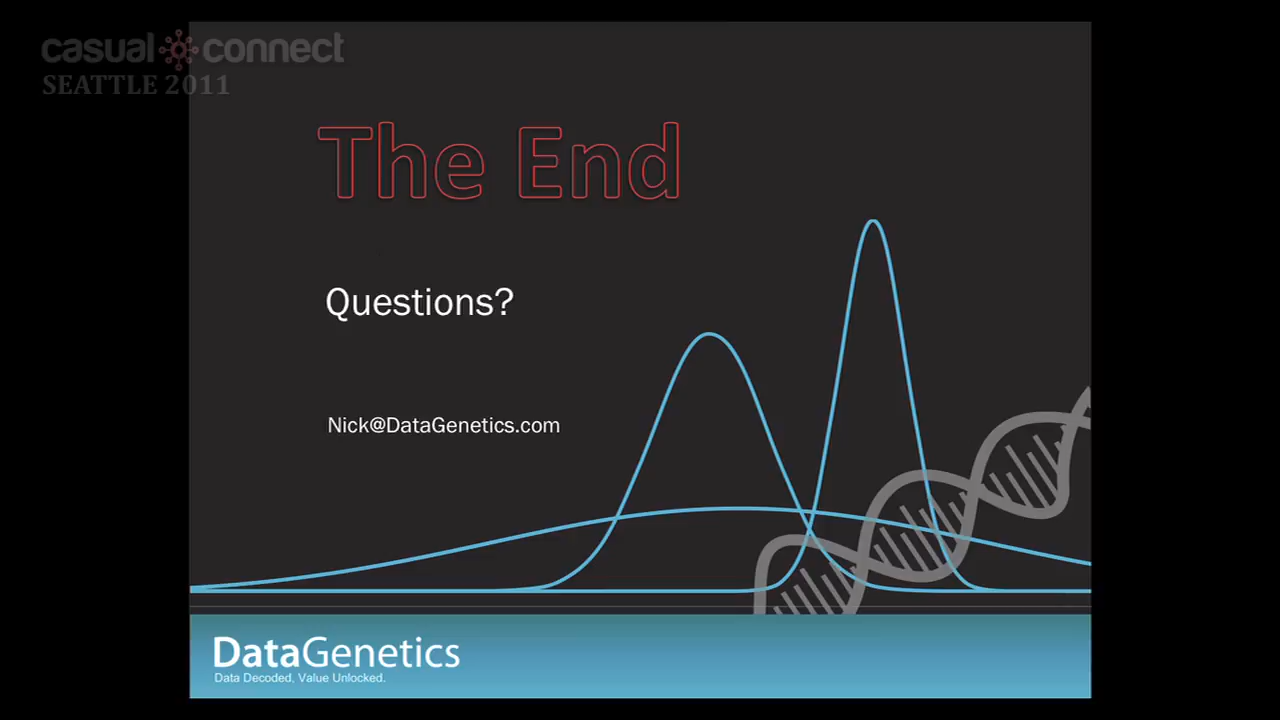 casual connect
SEATTLE 2011
The End
Questions?
Nick@DataGenetics.com
DataGenetics
Data Decoded. Value Unlocked.